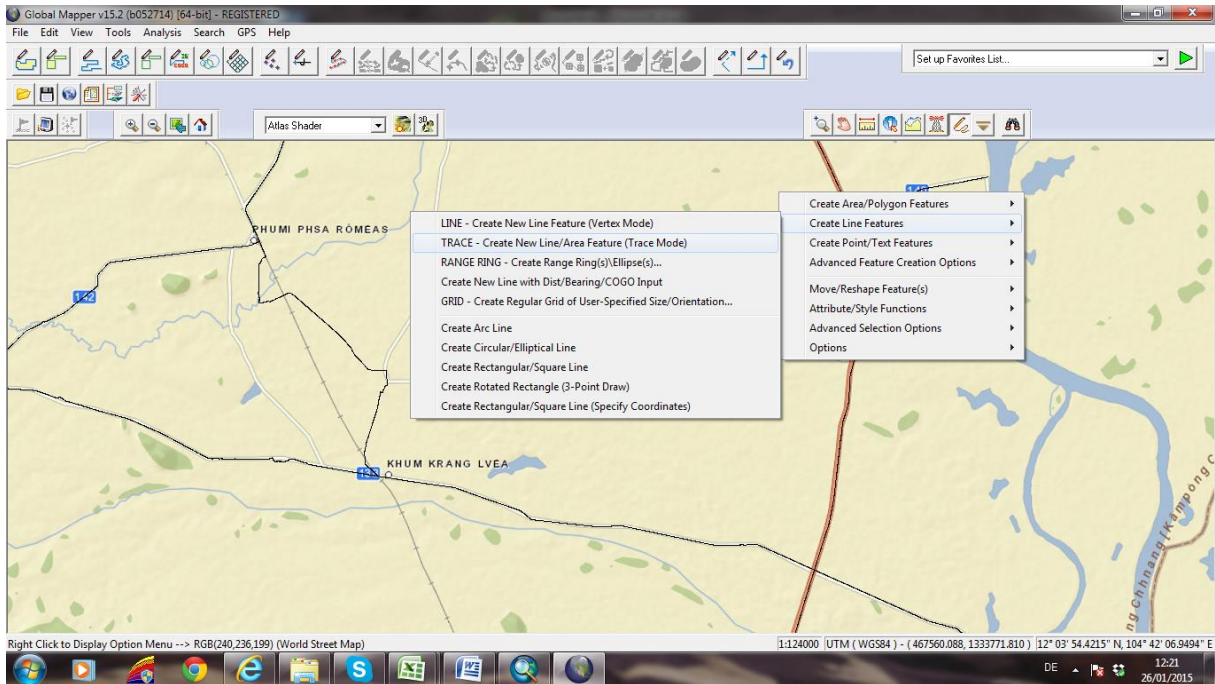 Global Mapper v15.2 (b052714) [64-bit] - REGISTERED
File Edit View Tools Analysis Search GPS Help
Set up Favorites List...
Atlas Shader
3D
PHUMI PHSA RÔMEAS
142
KHUM KRANG LVEA
LINE - Create New Line Feature (Vertex Mode)
TRACE - Create New Line/Area Feature (Trace Mode)
RANGE RING - Create Range Ring(s)\Ellipse(s)...
Create New Line with Dist/Bearing/COGO Input
GRID - Create Regular Grid of User-Specified Size/Orientation...
Create Arc Line
Create Circular/Elliptical Line
Create Rectangular/Square Line
Create Rotated Rectangle (3-Point Draw)
Create Rectangular/Square Line (Specify Coordinates)
Create Area/Polygon Features
Create Line Features
Create Point/Text Features
Advanced Feature Creation Options
Move/Reshape Feature(s)
Attribute/Style Functions
Advanced Selection Options
Options
ng Chhnang [Kâmpóng C
Right Click to Display Option Menu --> RGB(240,236,199) (World Street Map)
1:124000 UTM ( WGS84 ) - ( 467560.088, 1333771.810 ) 12° 03' 54.4215" N, 104° 42' 06.9494" E
DE
12:21
26/01/2015